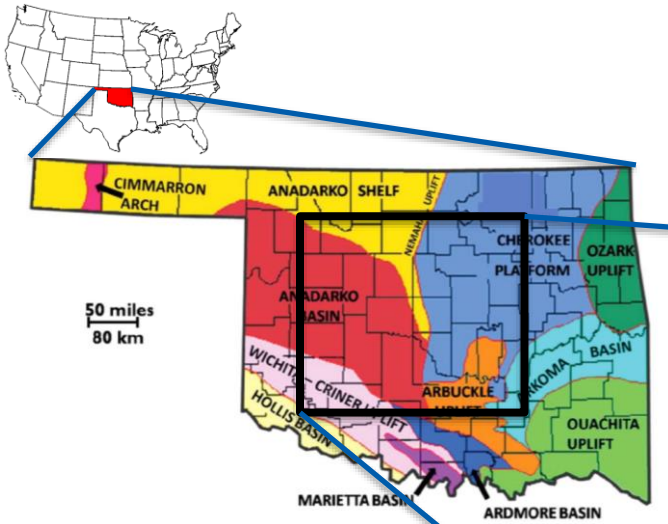 CIMMARRON
ARCH
ANADARKO SHELF
NEMAHA UPLIFT
CHEROKEE
PLATFORM
OZARK
UPLIFT
ANADARKO
BASIN
50 miles
80 km
WICHITA - CRINER UPLIFT
HOLLIS BASIN
ARBUCKLE
UPLIFT
ARKOMA BASIN
OUACHITA
UPLIFT
MARIETTA BASIN
ARDMORE BASIN